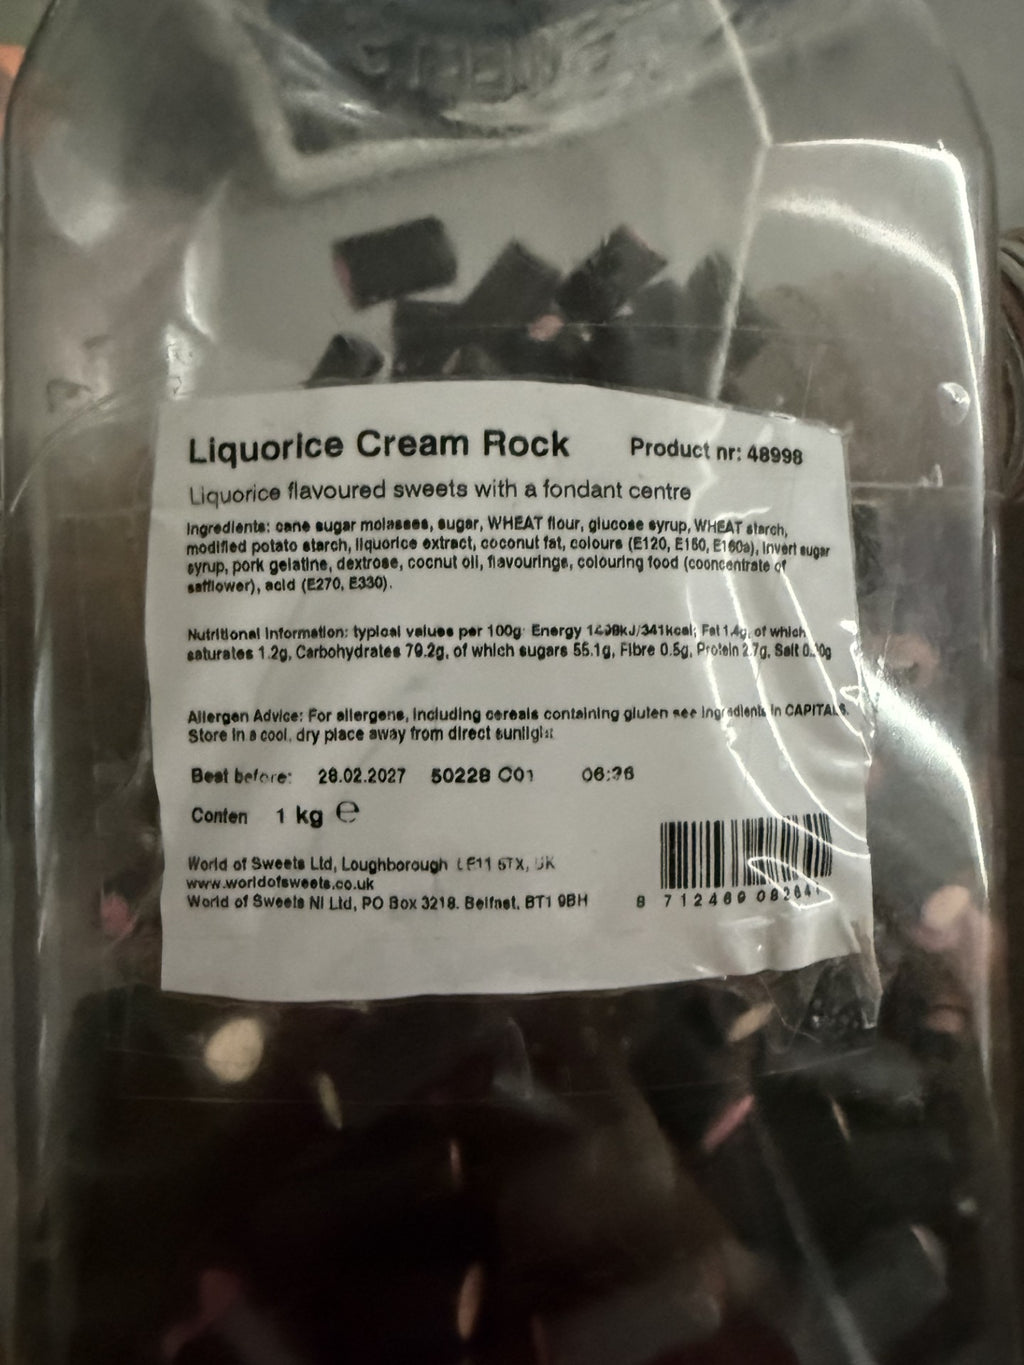 Liquorice Cream Rock
Product nr: 48998
Liquorice flavoured sweets with a fondant centre
Ingredients: cane sugar molasses, sugar, WHEAT flour, glucose syrup, WHEAT starch,
modified potato starch, liquorice extract, coconut fat, colours (E120, E150, E160a), invert sugar
syrup, pork gelatine, dextrose, cocnut oil, flavourings, colouring food (cooncentrate of
safflower), acid (E270, E330).
Nutritional Information: typical values per 100g: Energy /341kcal; Fat 1.4g, of which
saturates 1.2g, Carbohydrates 79.2g, of which sugars 55.1g, Fibre 0.5g, Protein 2.7g, Salt
Allergen Advice: For allergens, including cereals containing gluten see ingredients in CAPITALS.
Store in a cool, dry place away from direct sunlight
Best before: 28.02.2027 50228 C01
Conten 1 kg e
World of Sweets Ltd, Loughborough UK
www.worldofsweets.co.uk
World of Sweets NI Ltd, PO Box 3218. Belfast, BT1 9BH
8 712460